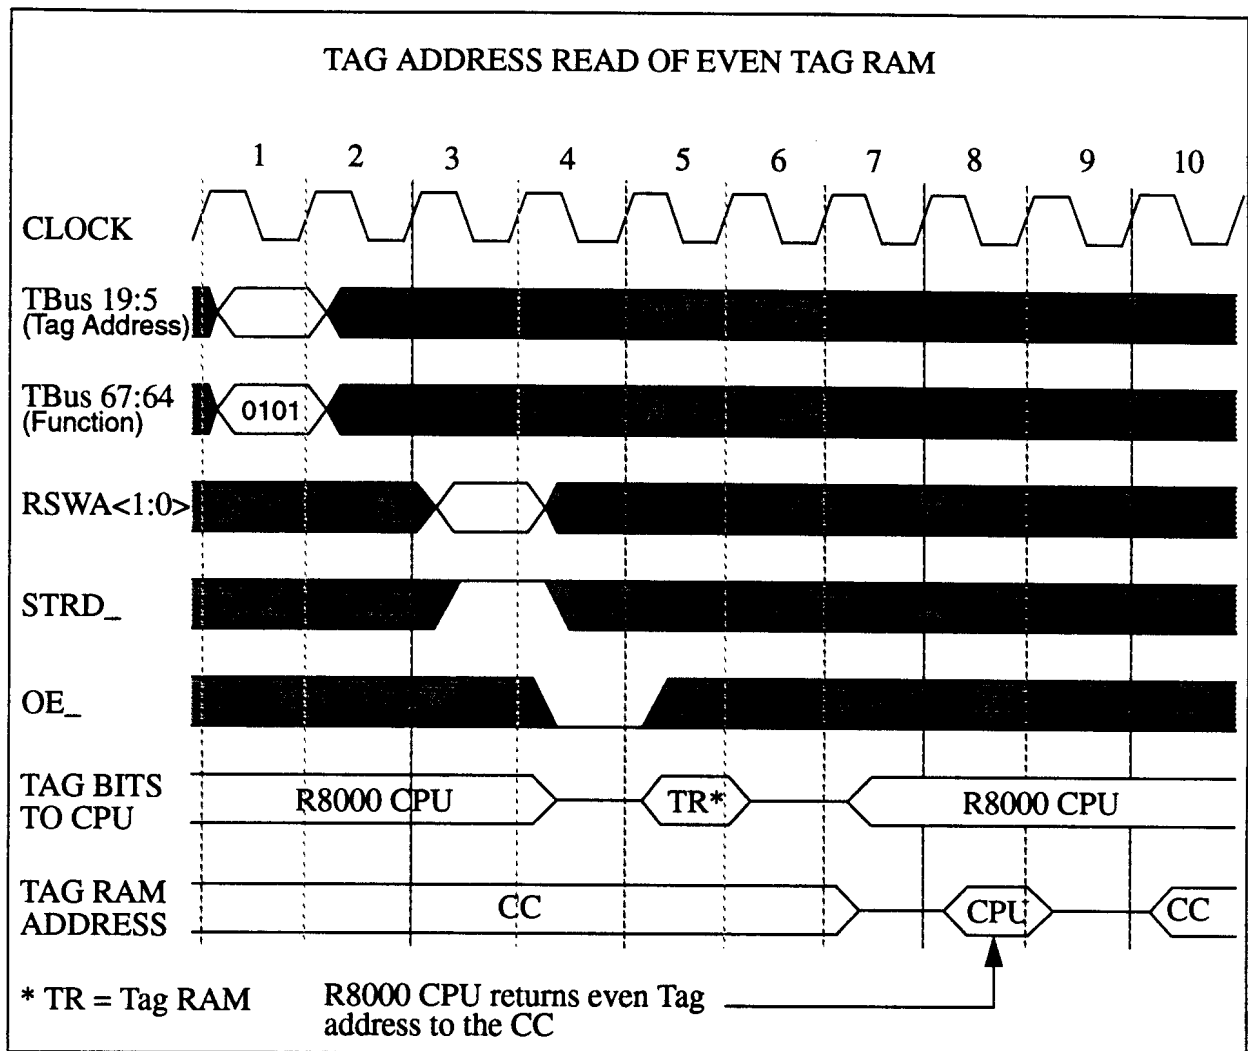 TAG ADDRESS READ OF EVEN TAG RAM
1 2 3 4 5 6 7 8 9 10
CLOCK
TBus 19:5
(Tag Address)
TBus 67:64
(Function)
0101
RSWA<1:0>
STRD_
OE_
TAG BITS
TO CPU
R8000 CPU TR* R8000 CPU
TAG RAM
ADDRESS
CC CPU CC
* TR = Tag RAM
R8000 CPU returns even Tag
address to the CC